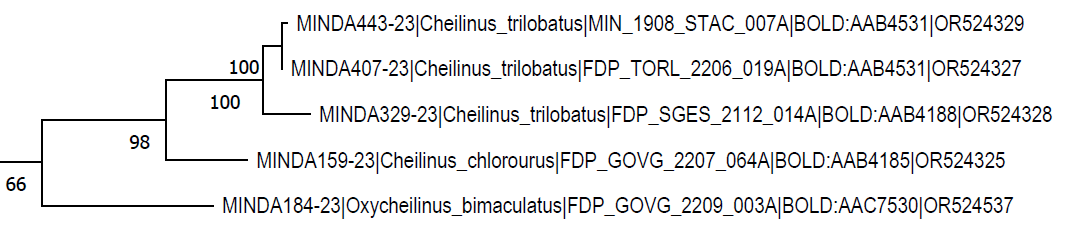 MINDA443-23|Cheilinus_trilobatus|MIN_1908_STAC_007A|BOLD:AAB4531|OR524329
100
MINDA407-23|Cheilinus_trilobatus|FDP_TORL_2206_019A|BOLD:AAB4531|OR524327
100
MINDA329-23|Cheilinus_trilobatus|FDP_SGES_2112_014A|BOLD:AAB4188|OR524328
98
MINDA159-23|Cheilinus_chlorourus|FDP_GOVG_2207_064A|BOLD:AAB4185|OR524325
66
MINDA184-23|Oxycheilinus_bimaculatus|FDP_GOVG_2209_003A|BOLD:AAC7530|OR524537